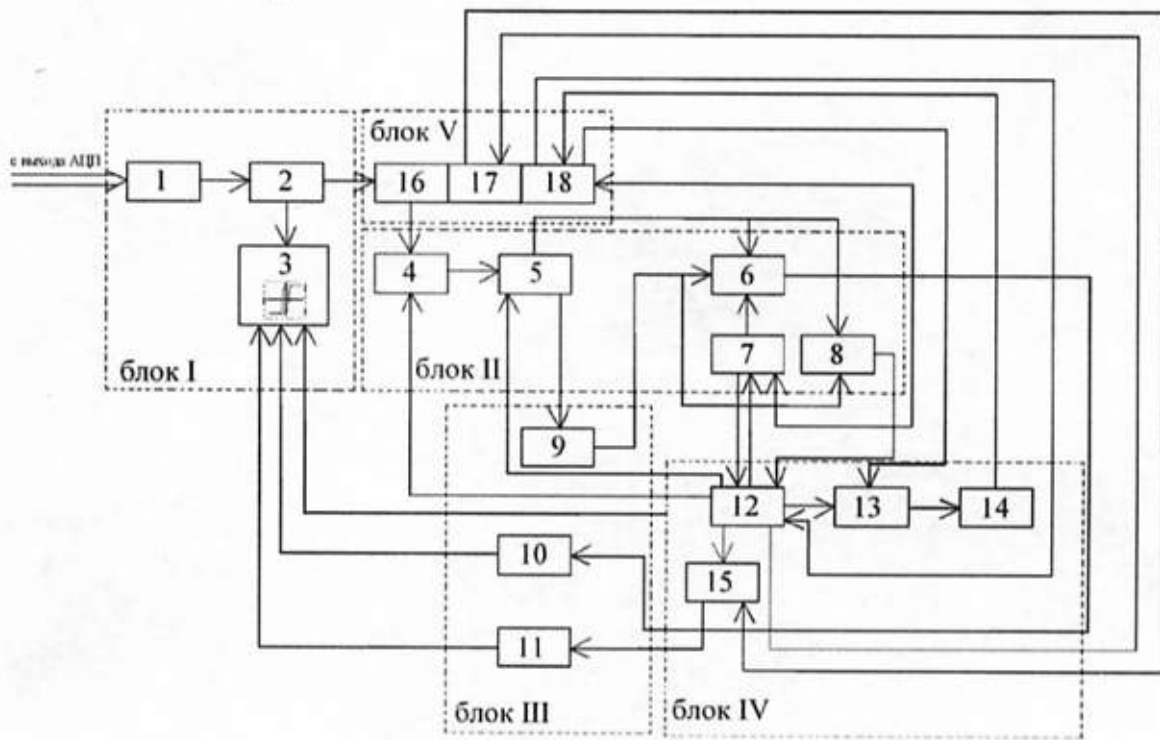 блок V
с выхода АЦП
1 2 16 17 18
3 4 5 6
7 8
блок I
блок II
9
12 13 14
10
15
11
блок III
блок IV